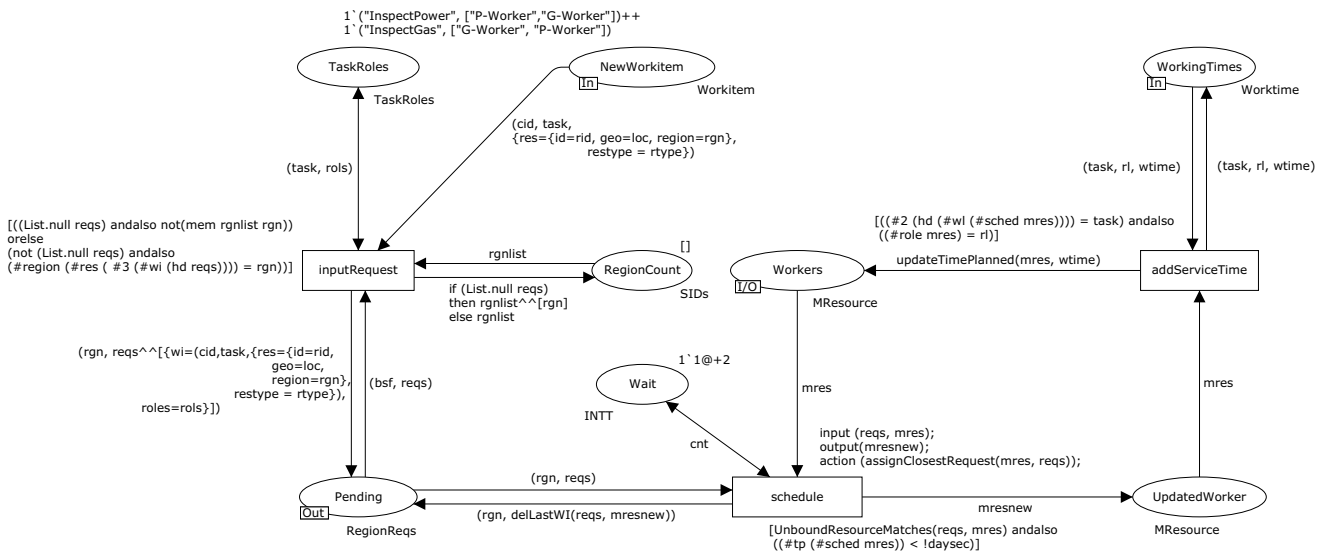 1`("InspectPower", ["P-Worker","G-Worker"])++
1`("InspectGas", ["G-Worker", "P-Worker"])
TaskRoles
TaskRoles
NewWorkitem
In
Workitem
WorkingTimes
In
Worktime
(cid, task,
{res={id=rid, geo=loc, region=rgn},
restype = rtype})
(task, rols)
(task, rl, wtime)
(task, rl, wtime)
[((List.null reqs) andalso not(mem rgnlist rgn))
orelse
(not (List.null reqs) andalso
(#region (#res ( #3 (#wi (hd reqs)))) = rgn))]
inputRequest
rgnlist
if (List.null reqs)
then rgnlist^^[rgn]
else rgnlist
[]
RegionCount
SIDs
Workers
I/O
MResource
updateTimePlanned(mres, wtime)
[((#2 (hd (#wl (#sched mres)))) = task) andalso
((#role mres) = rl)]
addServiceTime
(rgn, reqs^^[{wi=(cid,task,{res={id=rid,
geo=loc,
region=rgn},
restype = rtype}),
roles=rols}])
(bsf, reqs)
1`1@+2
Wait
INTT
cnt
mres
mres
input (reqs, mres);
output(mresnew);
action (assignClosestRequest(mres, reqs));
Pending
Out
RegionReqs
(rgn, reqs)
(rgn, delLastWI(reqs, mresnew))
schedule
mresnew
[UnboundResourceMatches(reqs, mres) andalso
((#tp (#sched mres)) < !daysec)]
UpdatedWorker
MResource